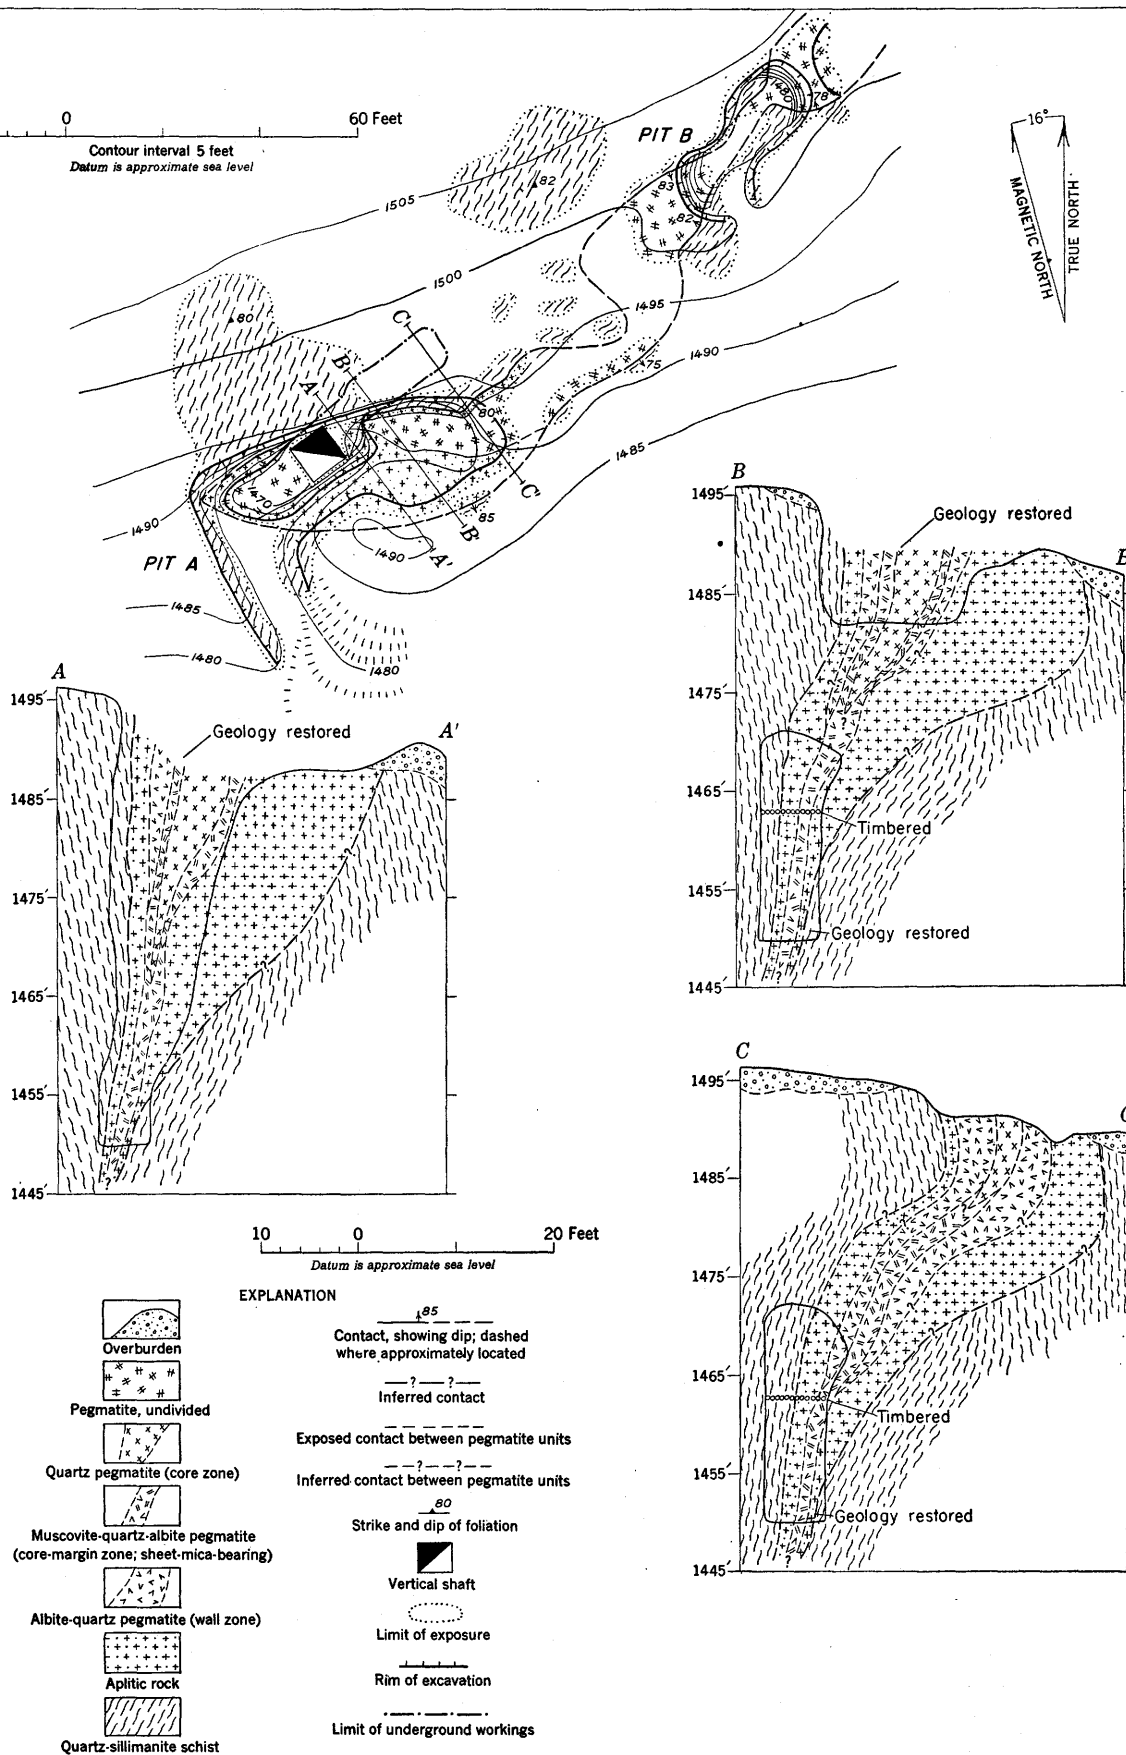 0 60 Feet
Contour interval 5 feet
Datum is approximate sea level
PIT B
1480
78
83
82
82
1505
1500
1495
1490
1485
16°
MAGNETIC NORTH
TRUE NORTH
80
75
80
85
C
B
A
C'
B'
A'
1470
1490
1490
PIT A
1485
1480
1480
A
A'
1495'
1485'
1475'
1465'
1455'
1445'
Geology restored
B
B
1495'
1485'
1475'
1465'
1455'
1445'
Geology restored
Timbered
Geology restored
C
C
1495'
1485'
1475'
1465'
1455'
1445'
Timbered
Geology restored
10 0 20 Feet
Datum is approximate sea level
EXPLANATION
Overburden
Pegmatite, undivided
Quartz pegmatite (core zone)
Muscovite-quartz-albite pegmatite
(core-margin zone; sheet-mica-bearing)
Albite-quartz pegmatite (wall zone)
Aplitic rock
Quartz-sillimanite schist
85
Contact, showing dip; dashed
where approximately located
? ?
Inferred contact
Exposed contact between pegmatite units
? ?
Inferred contact between pegmatite units
80
Strike and dip of foliation
Vertical shaft
Limit of exposure
Rim of excavation
Limit of underground workings